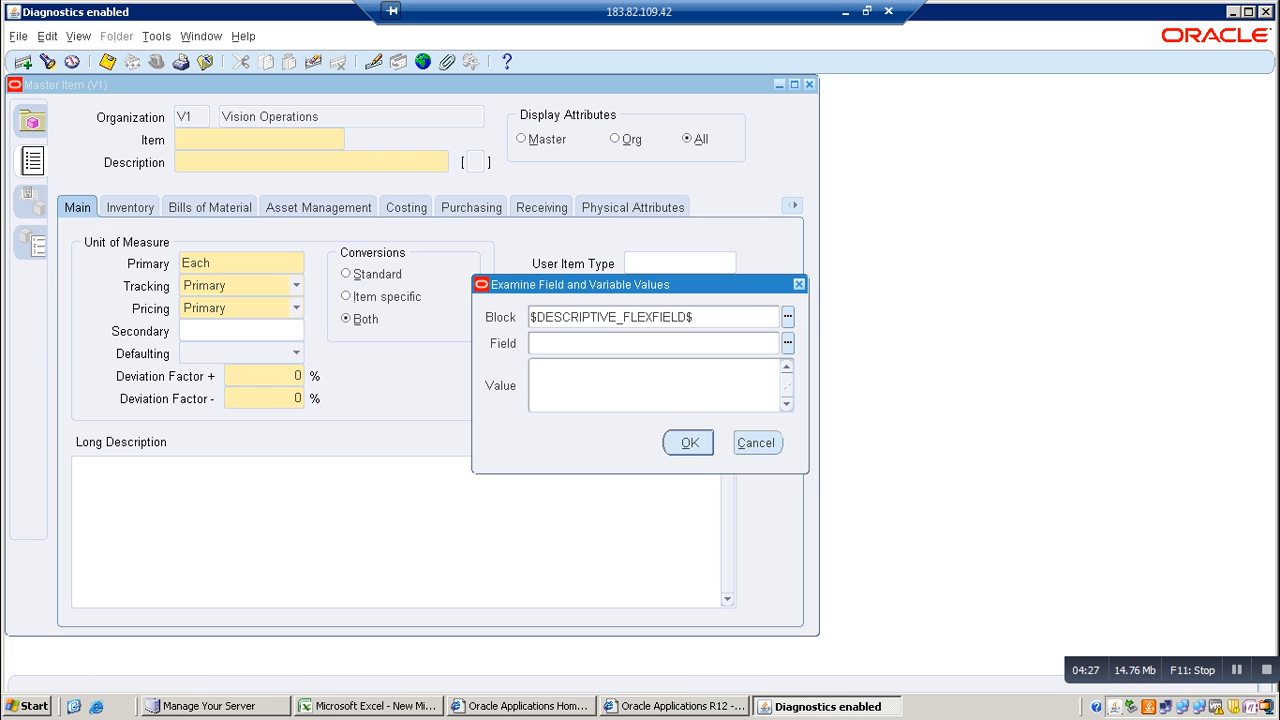 Diagnostics enabled
183.82.109.42
File Edit View Folder Tools Window Help
ORACLE
Master Item (V1)
Organization V1 Vision Operations
Display Attributes
Item
Master Org All
Description [ ]
Main Inventory Bills of Material Asset Management Costing Purchasing Receiving Physical Attributes
Unit of Measure
Conversions
Primary Each
User Item Type
Standard
Tracking Primary
Item specific
Pricing Primary
Both
Secondary
Defaulting
Deviation Factor + 0 %
Deviation Factor - 0 %
Long Description
Examine Field and Variable Values
Block $DESCRIPTIVE_FLEXFIELD$
Field
Value
OK Cancel
04:27 14.76 Mb F11: Stop
Start Manage Your Server Microsoft Excel - New Mi... Oracle Applications Hom... Oracle Applications R12 - ... Diagnostics enabled